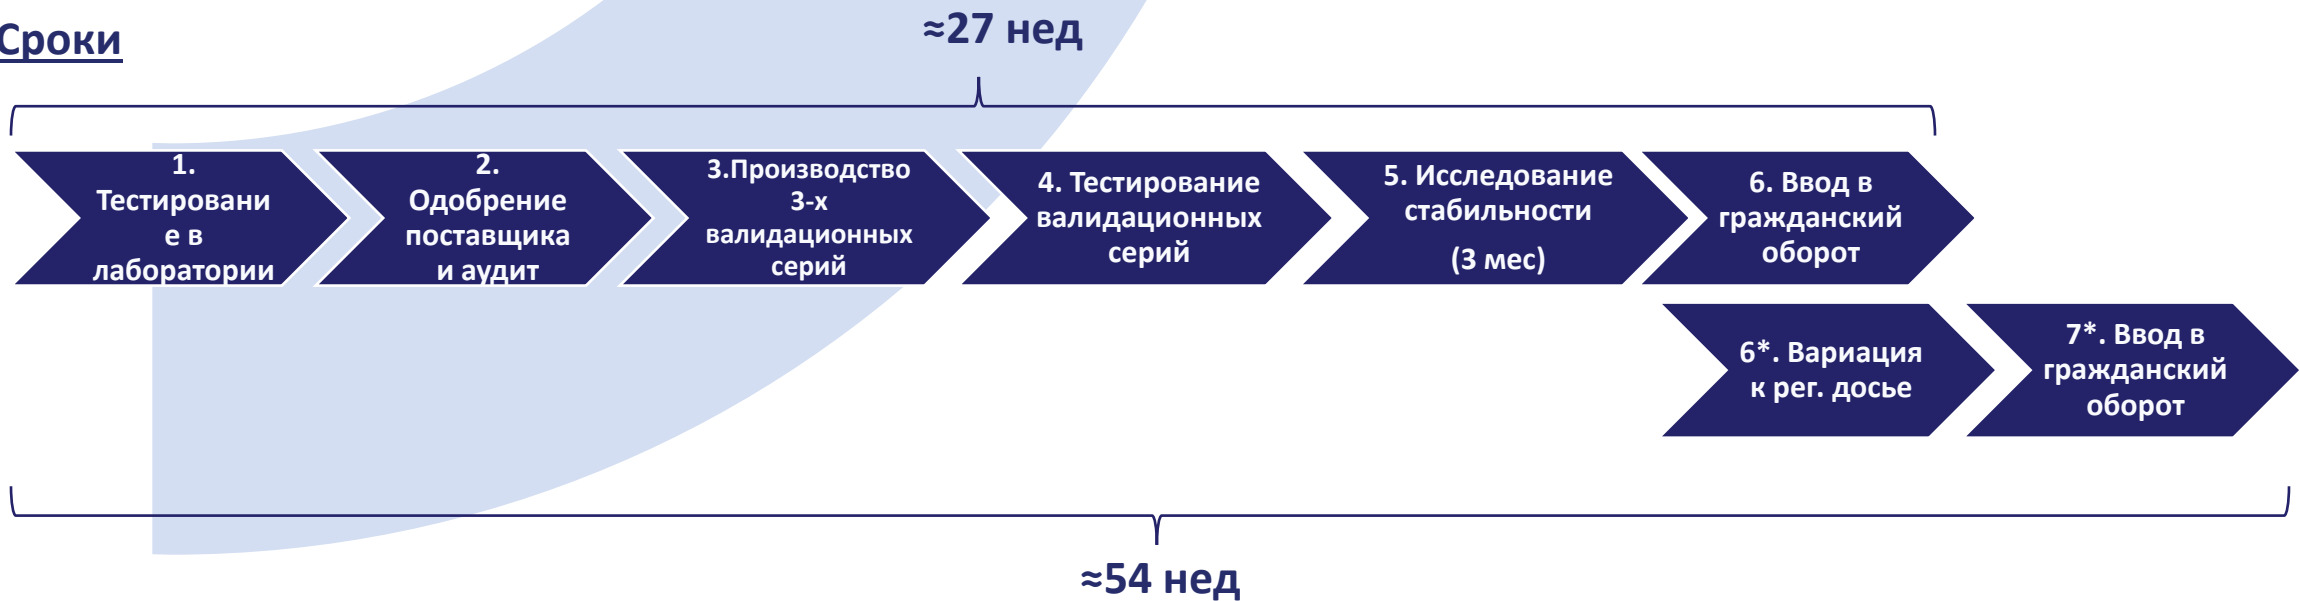 Сроки
≈27 нед
1.
Тестировани
е в
лаборатории
2.
Одобрение
поставщика
и аудит
3.Производство
3-х
валидационных
серий
4. Тестирование
валидационных
серий
5. Исследование
стабильности
(3 мес)
6. Ввод в
гражданский
оборот
6*. Вариация
к рег. досье
7*. Ввод в
гражданский
оборот
≈54 нед